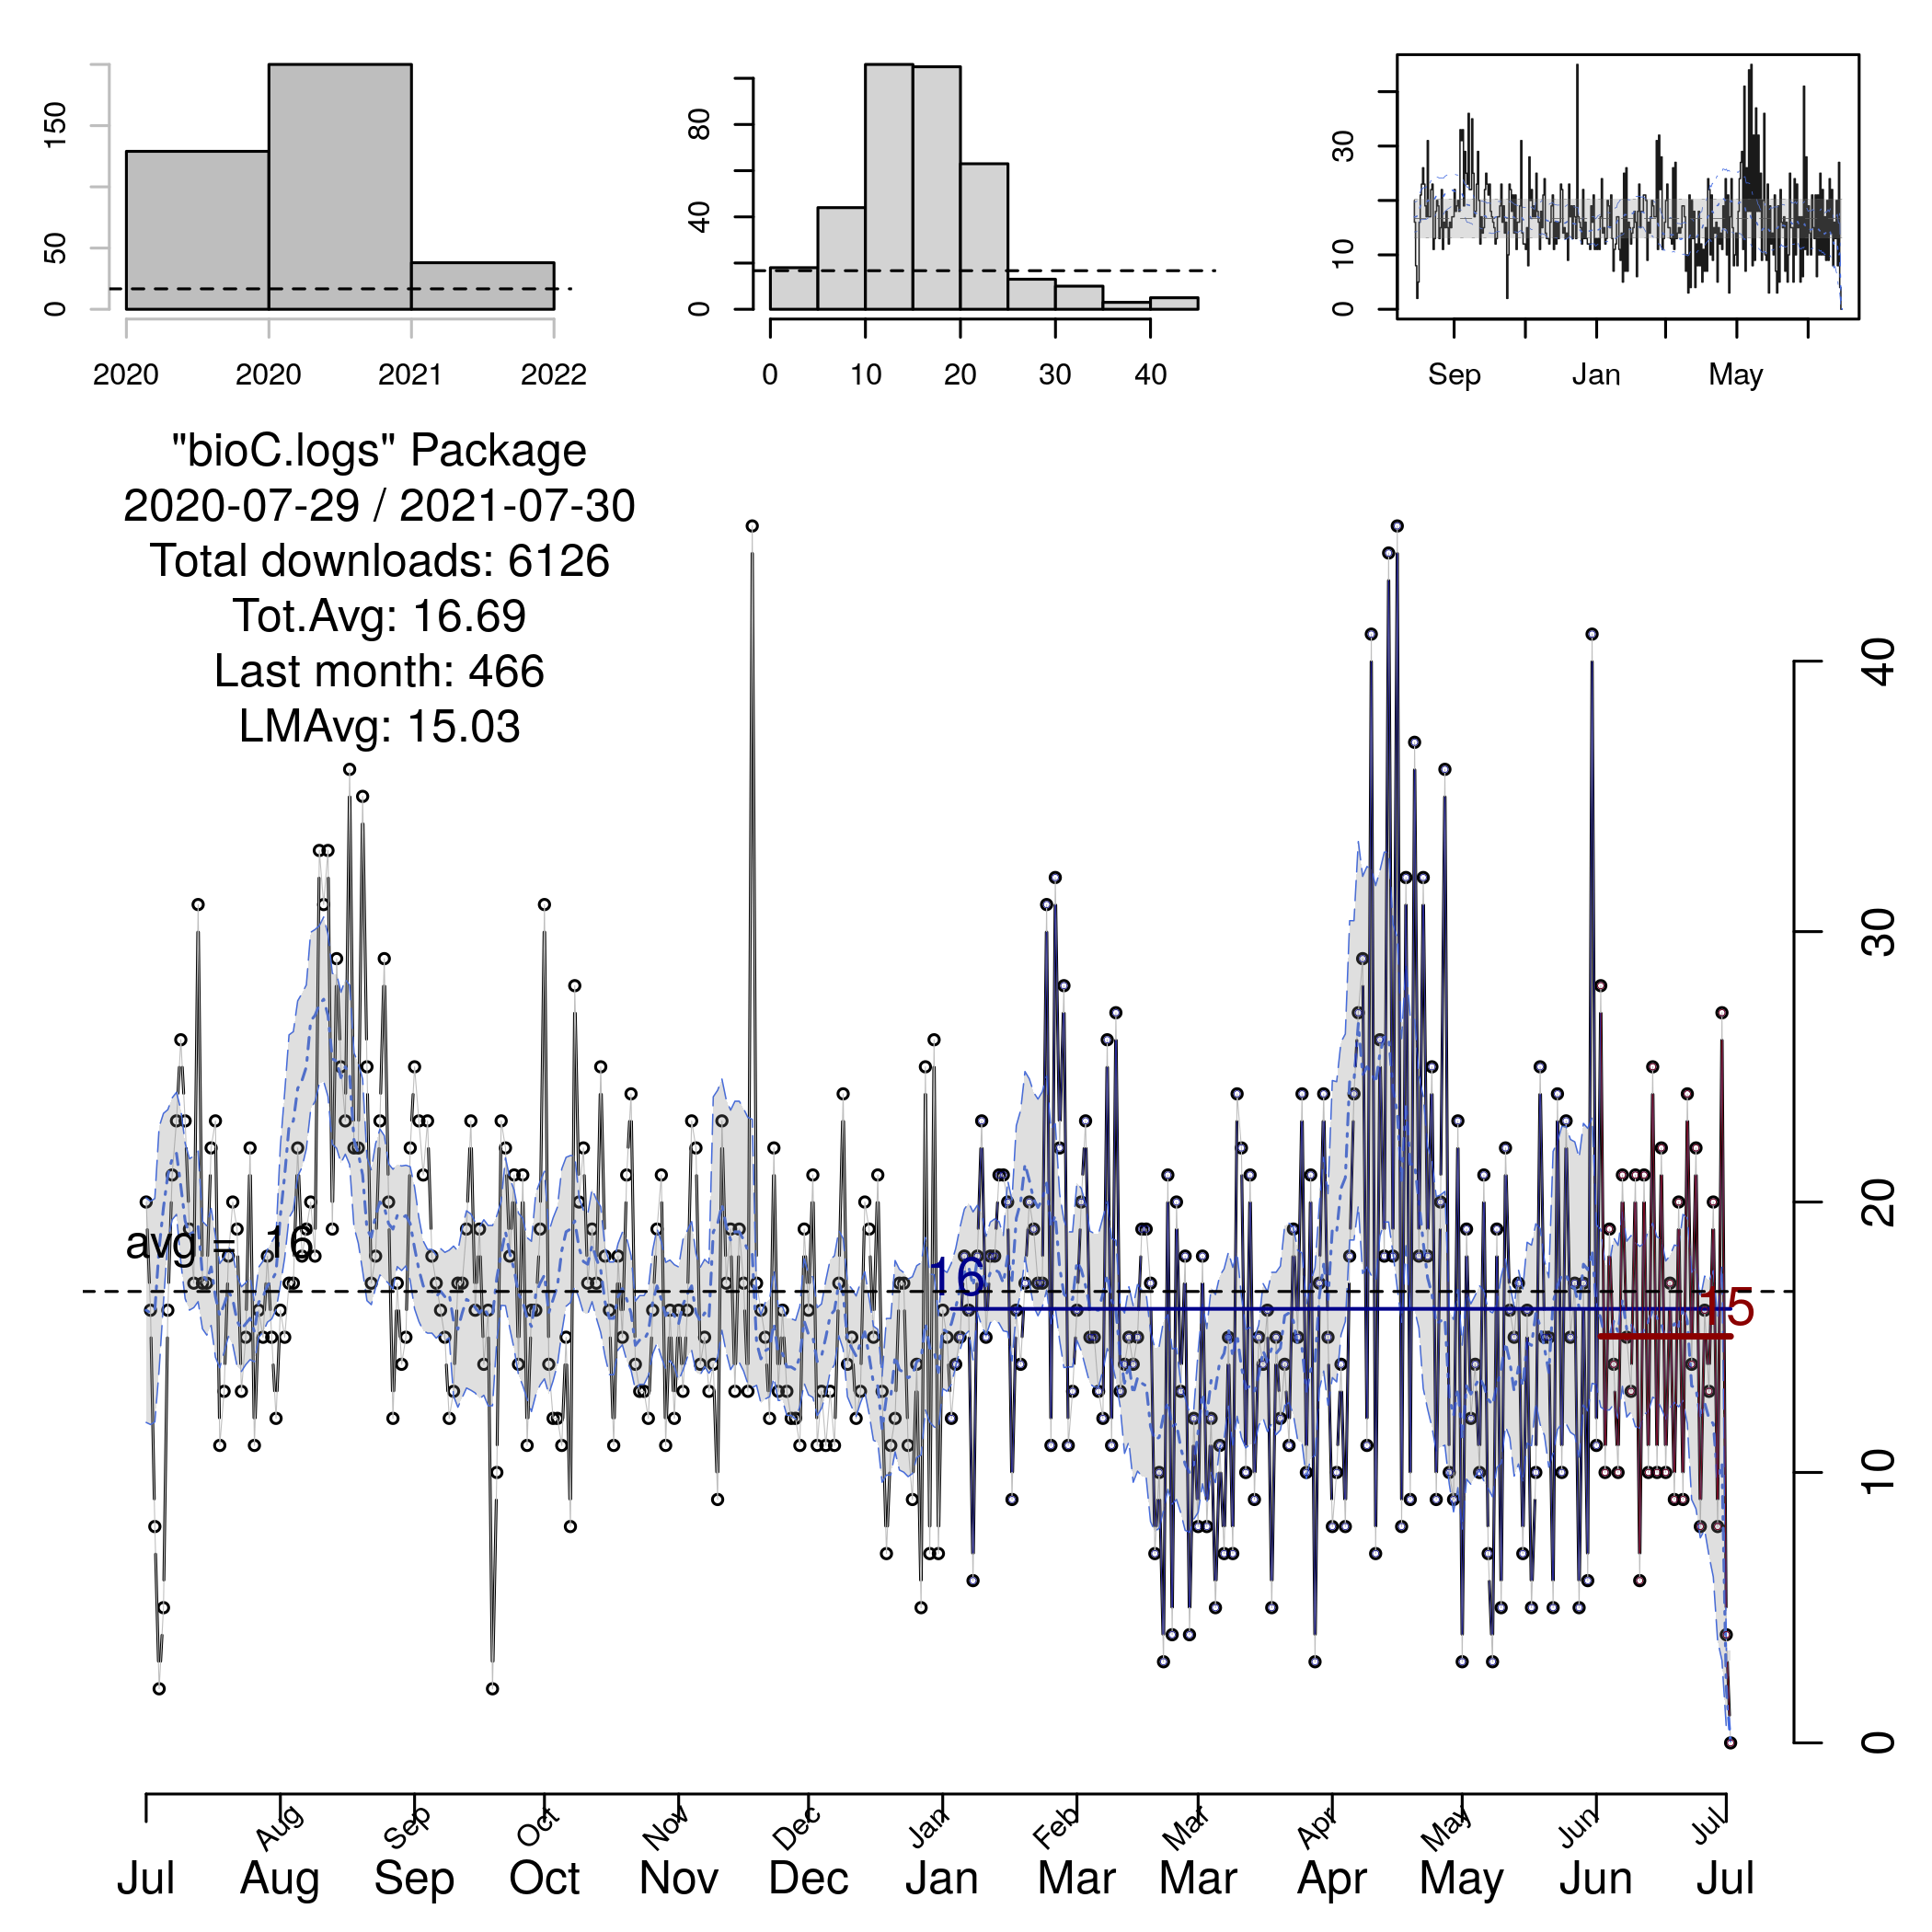 150
50
0
2020 2020 2021 2022
80
40
0
0 10 20 30 40
30
10
0
Sep Jan May
"bioC.logs" Package
2020-07-29 / 2021-07-30
Total downloads: 6126
Tot.Avg: 16.69
Last month: 466
LMAvg: 15.03
40
30
20
10
0
avg = 16
16
15
Aug Sep Oct Nov Dec Jan Feb Mar Apr May Jun Jul
Jul Aug Sep Oct Nov Dec Jan Mar Mar Apr May Jun Jul